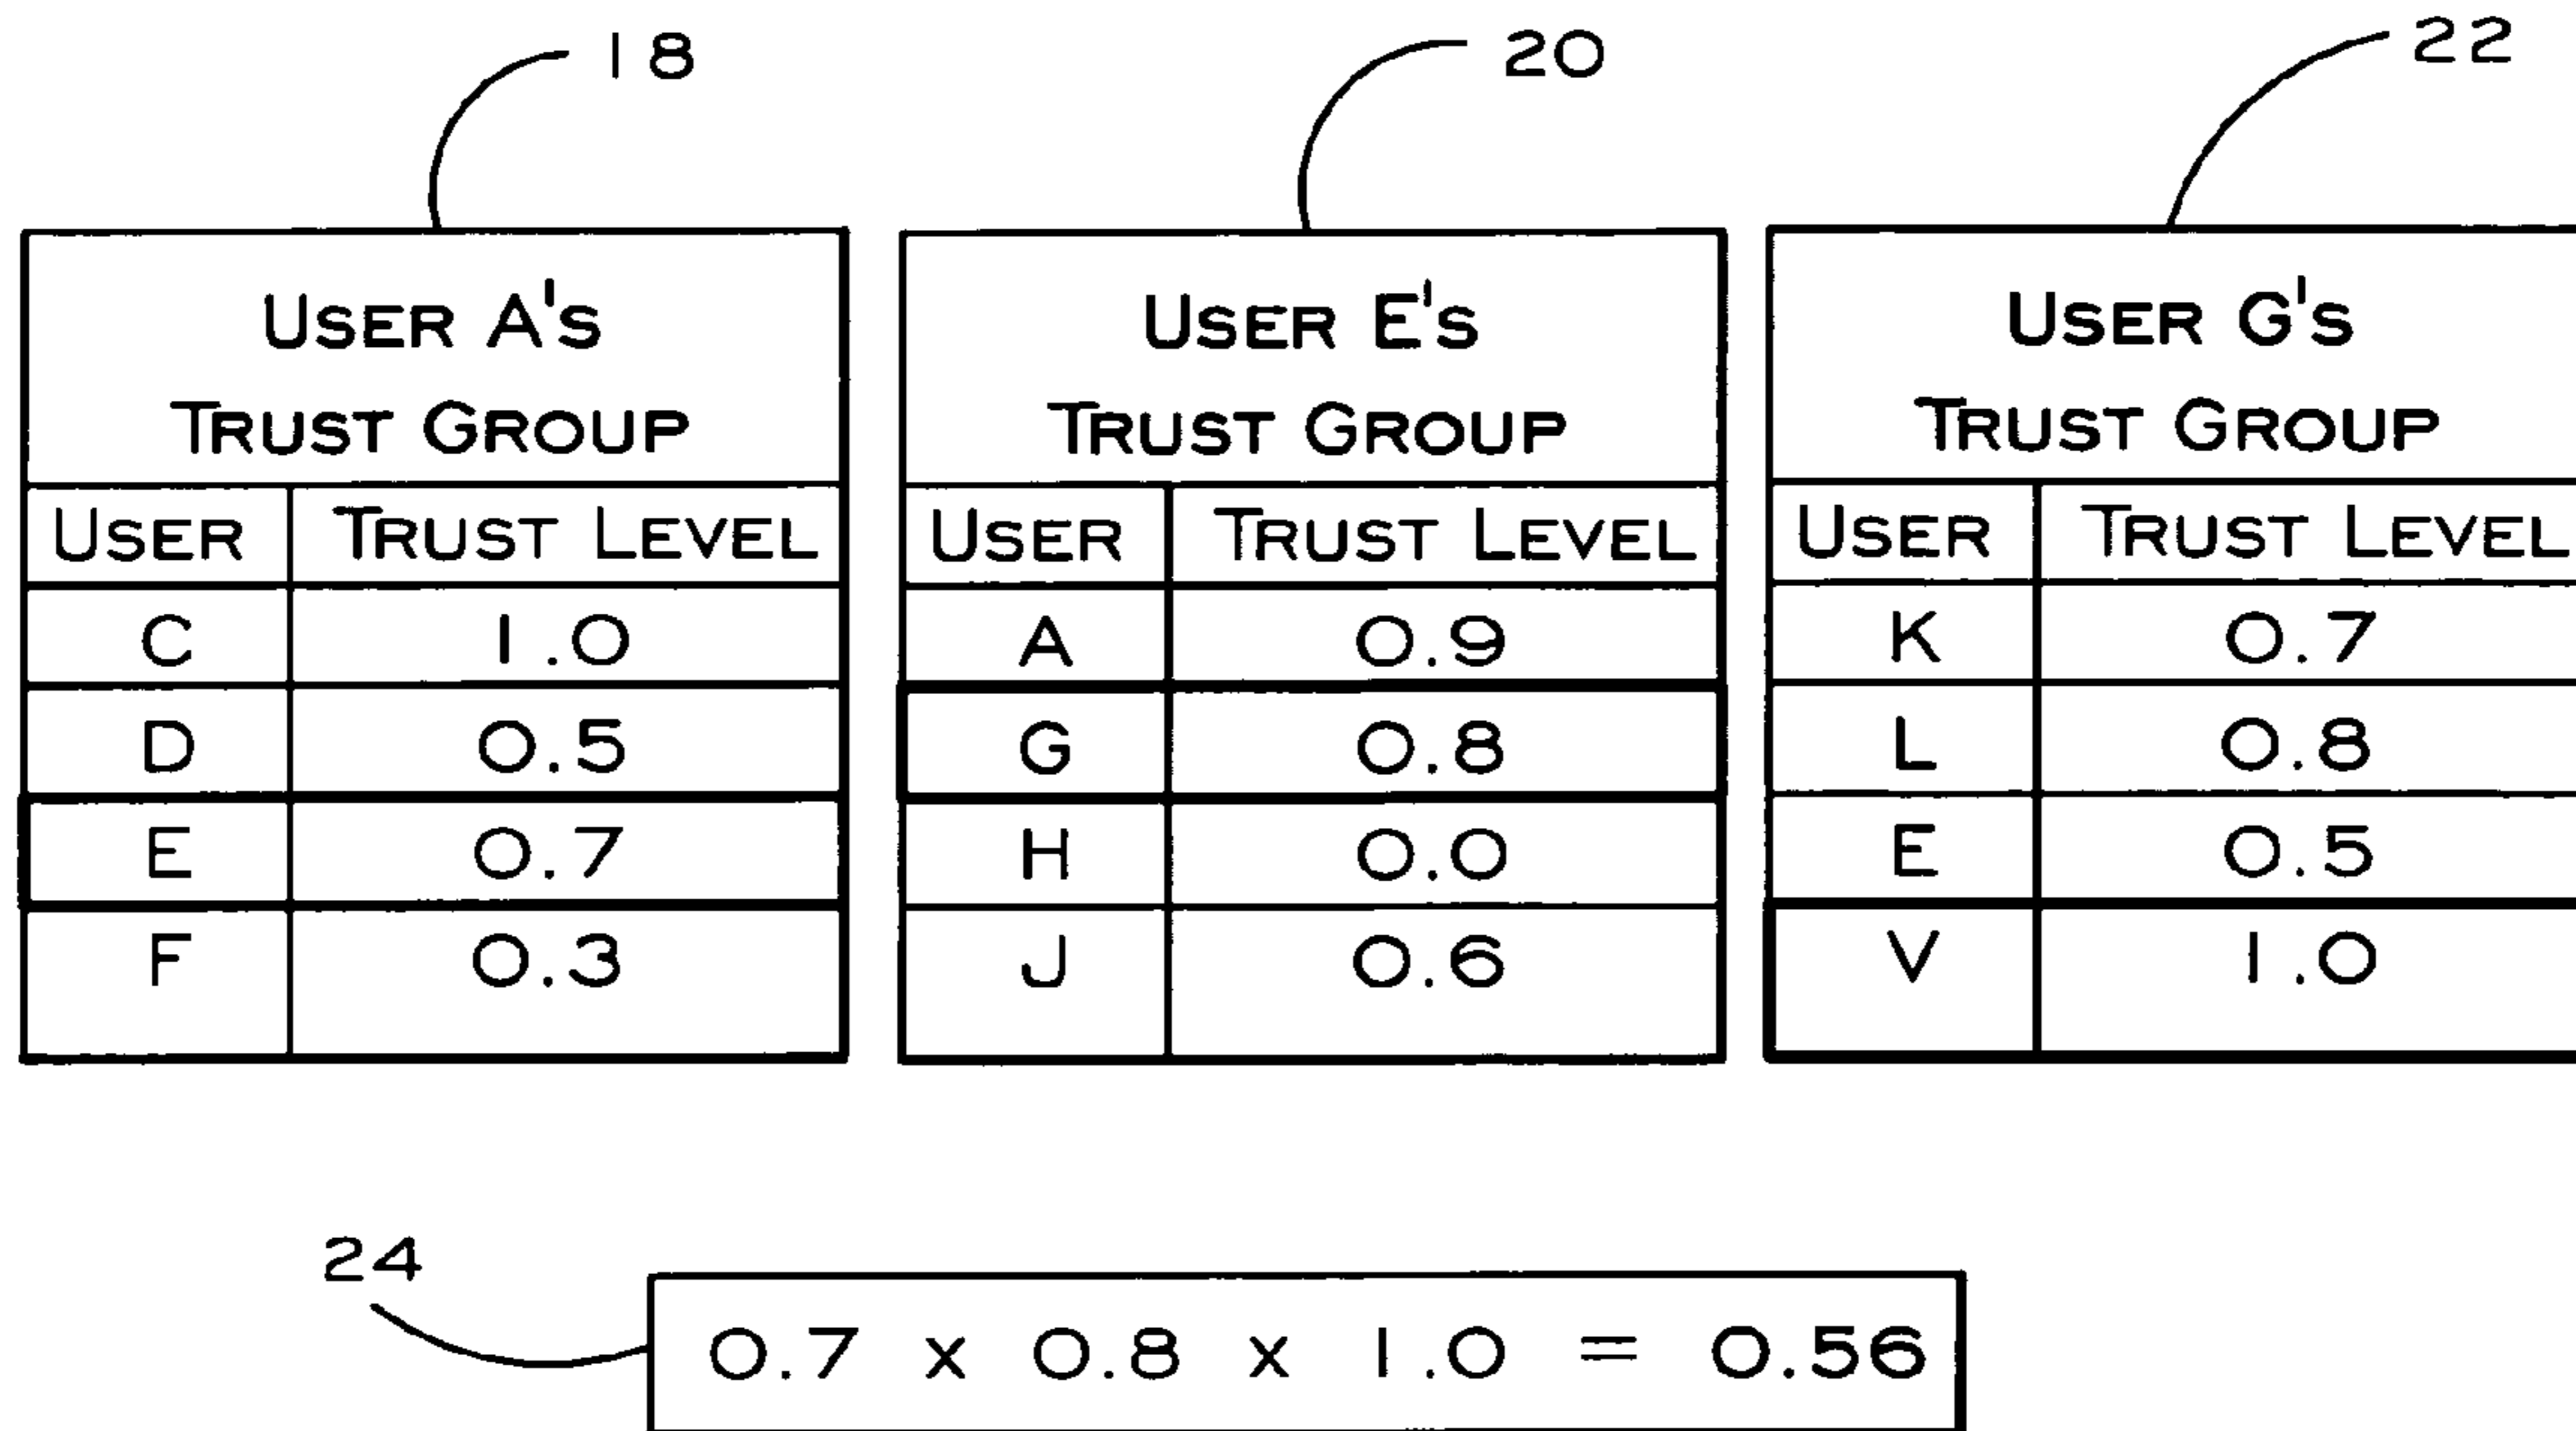 18
20
22
USER A'S
TRUST GROUP
USER TRUST LEVEL
C 1.0
D 0.5
E 0.7
F 0.3
USER E'S
TRUST GROUP
USER TRUST LEVEL
A 0.9
G 0.8
H 0.0
J 0.6
USER G'S
TRUST GROUP
USER TRUST LEVEL
K 0.7
L 0.8
E 0.5
V 1.0
24
0.7 x 0.8 x 1.0 = 0.56